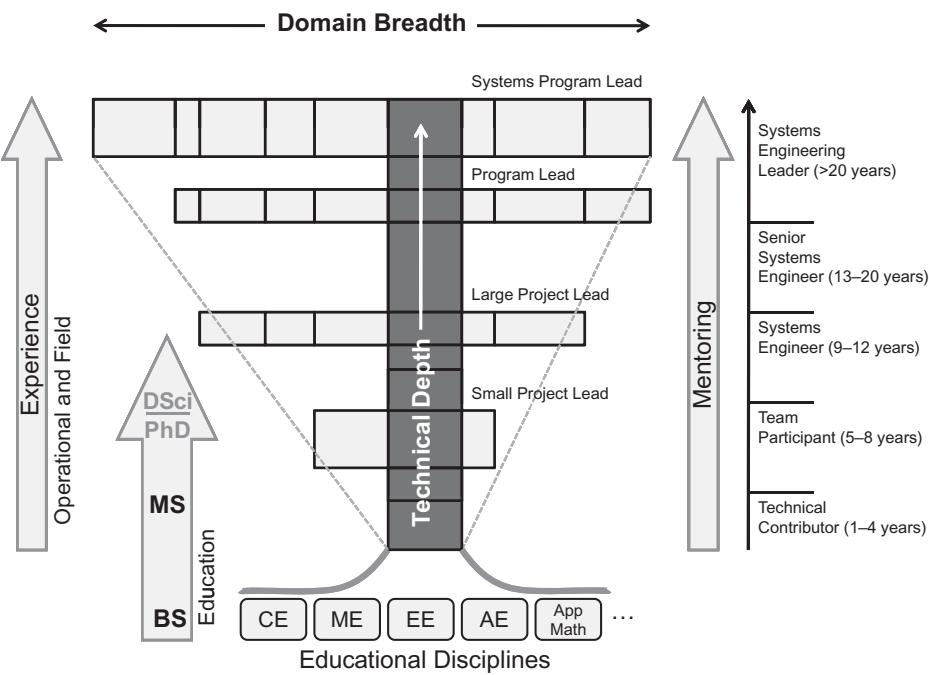 Domain Breadth
Systems Program Lead
Program Lead
Large Project Lead
Small Project Lead
Technical Depth
Experience
Operational and Field
DSci
PhD
MS
BS
Education
Mentoring
Systems
Engineering
Leader (>20 years)
Senior
Systems
Engineer (13–20 years)
Systems
Engineer (9–12 years)
Team
Participant (5–8 years)
Technical
Contributor (1–4 years)
CE
ME
EE
AE
App
Math
...
Educational Disciplines